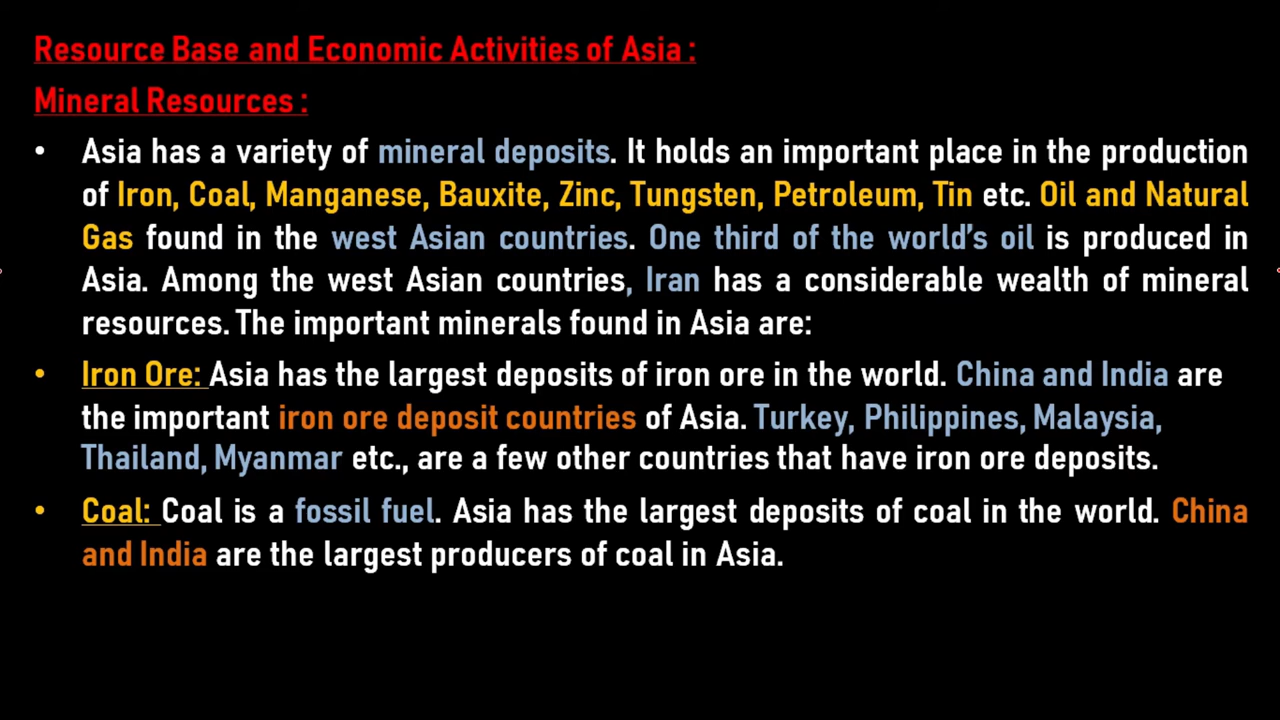 Resource Base and Economic Activities of Asia :
Mineral Resources :
• Asia has a variety of mineral deposits. It holds an important place in the production
of Iron, Coal, Manganese, Bauxite, Zinc, Tungsten, Petroleum, Tin etc. Oil and Natural
Gas found in the west Asian countries. One third of the world's oil is produced in
Asia. Among the west Asian countries, Iran has a considerable wealth of mineral
resources. The important minerals found in Asia are:
• Iron Ore: Asia has the largest deposits of iron ore in the world. China and India are
the important iron ore deposit countries of Asia. Turkey, Philippines, Malaysia,
Thailand, Myanmar etc., are a few other countries that have iron ore deposits.
• Coal: Coal is a fossil fuel. Asia has the largest deposits of coal in the world. China
and India are the largest producers of coal in Asia.